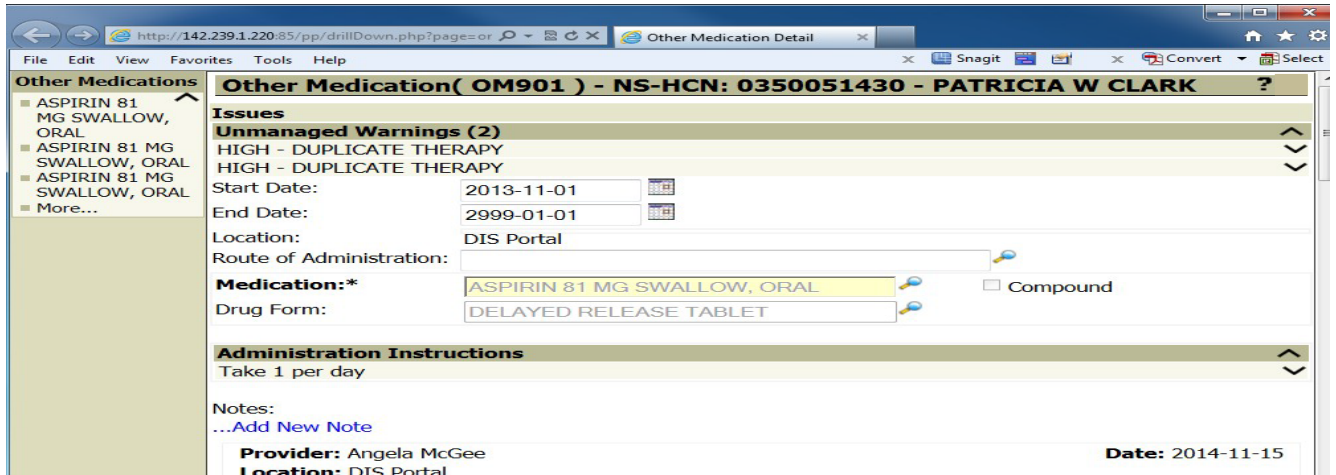 http://142.239.1.220:85/pp/drillDown.php?page=or
Other Medication Detail
File Edit View Favorites Tools Help
Snagit
Convert
Select
Other Medications
ASPIRIN 81
MG SWALLOW,
ORAL
ASPIRIN 81 MG
SWALLOW, ORAL
ASPIRIN 81 MG
SWALLOW, ORAL
More...
Other Medication( OM901 ) - NS-HCN: 0350051430 - PATRICIA W CLARK ?
Issues
Unmanaged Warnings (2)
HIGH - DUPLICATE THERAPY
HIGH - DUPLICATE THERAPY
Start Date: 2013-11-01
End Date: 2999-01-01
Location: DIS Portal
Route of Administration:
Medication:* ASPIRIN 81 MG SWALLOW, ORAL Compound
Drug Form: DELAYED RELEASE TABLET
Administration Instructions
Take 1 per day
Notes:
...Add New Note
Provider: Angela McGee Date: 2014-11-15
Location: DIS Portal